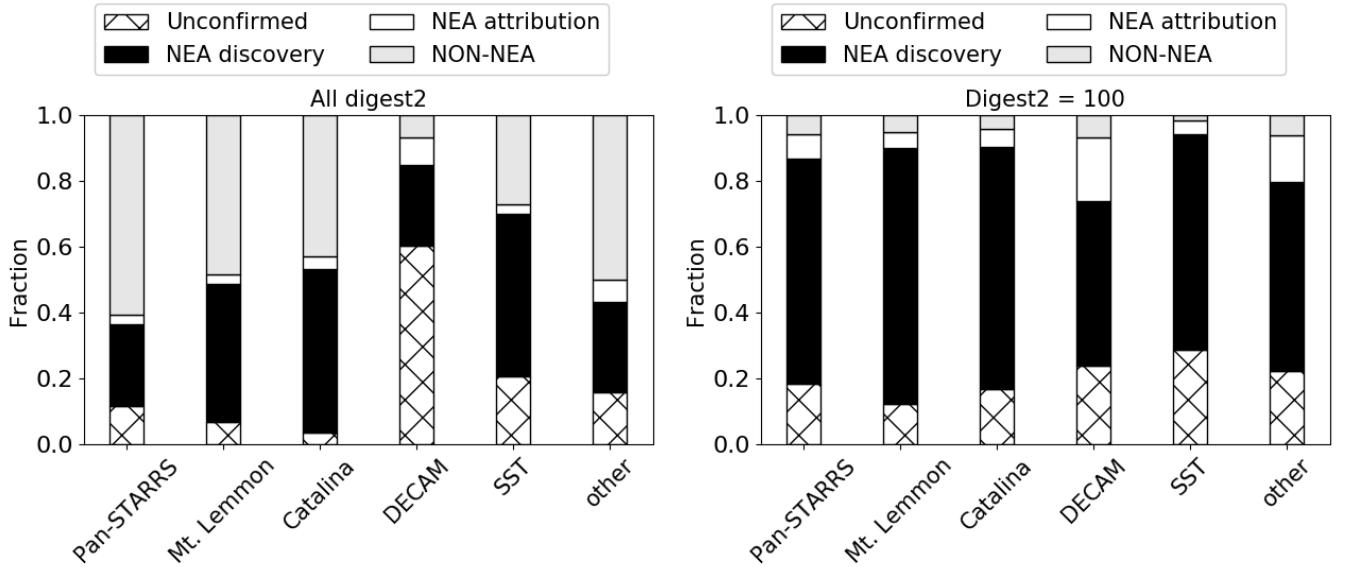 Unconfirmed
NEA attribution
NEA discovery
NON-NEA
All digest2
Fraction
1.0
0.8
0.6
0.4
0.2
0.0
Pan-STARRS
Mt. Lemmon
Catalina
DECAM
SST
other
Unconfirmed
NEA attribution
NEA discovery
NON-NEA
Digest2 = 100
Fraction
1.0
0.8
0.6
0.4
0.2
0.0
Pan-STARRS
Mt. Lemmon
Catalina
DECAM
SST
other